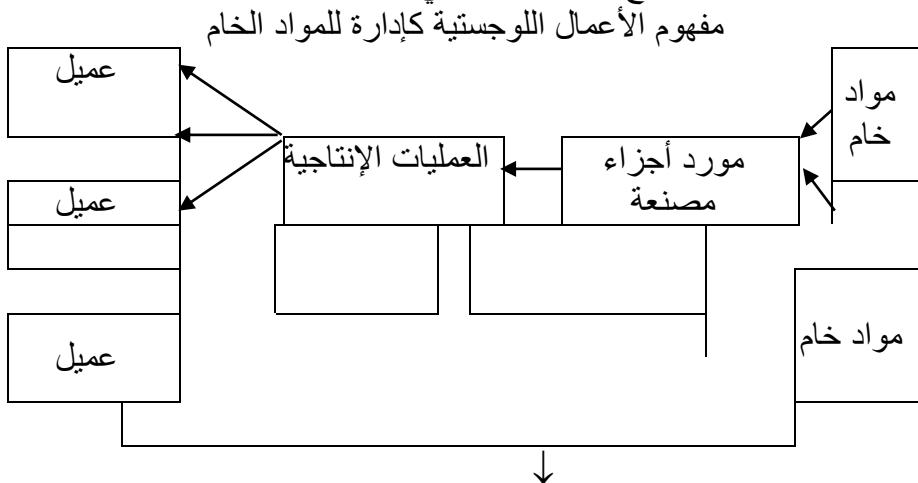 مفهوم الأعمال اللوجستية كإدارة للمواد الخام
مواد
خام
مورد أجزاء
مصنعة
العمليات الإنتاجية
عميل
عميل
عميل
مواد خام